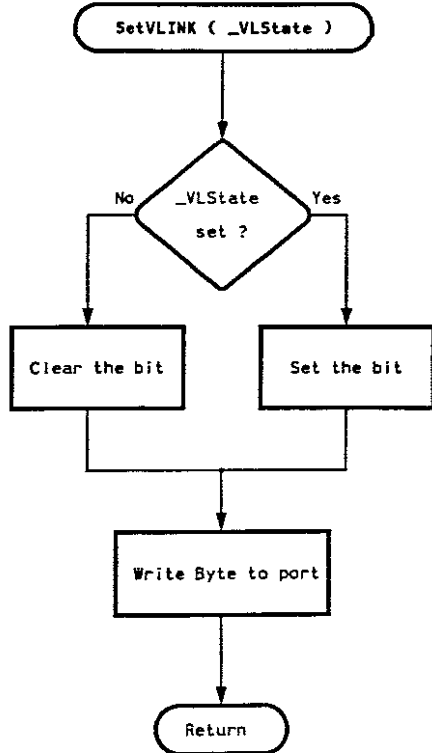 SetVLINK ( _VLState )
_VLState
set ?
No
Yes
Clear the bit
Set the bit
Write Byte to port
Return